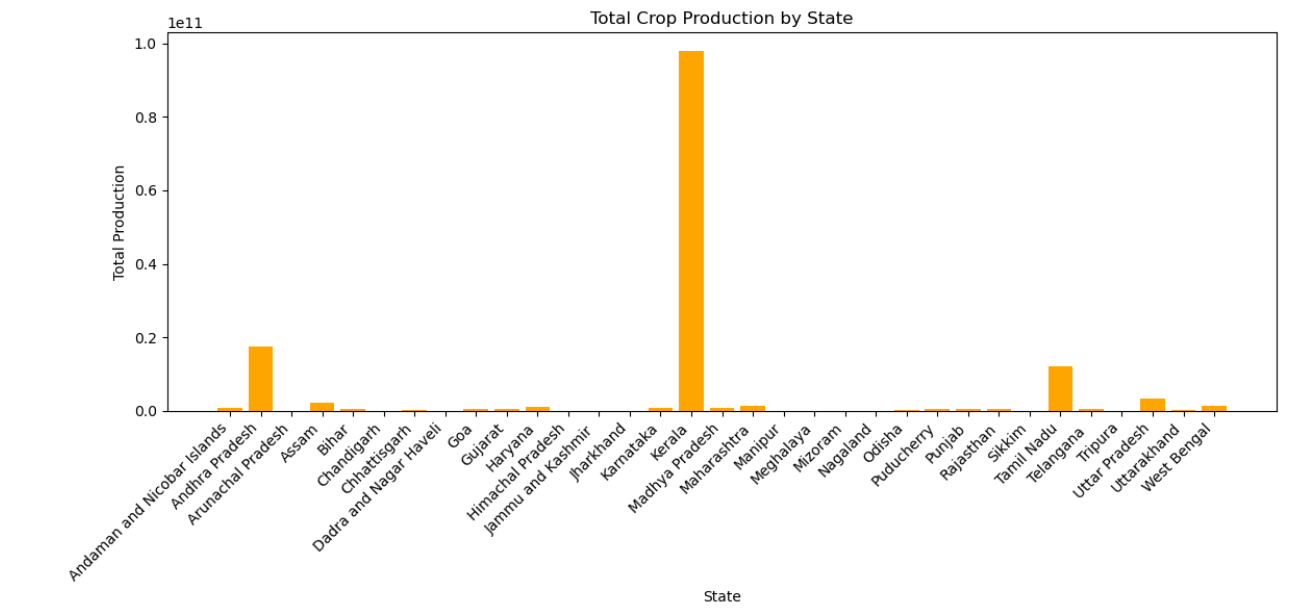 Total Crop Production by State
1e11
Total Production
1.0
0.8
0.6
0.4
0.2
0.0
Andaman and Nicobar Islands
Andhra Pradesh
Arunachal Pradesh
Assam
Bihar
Chandigarh
Chhattisgarh
Dadra and Nagar Haveli
Goa
Gujarat
Haryana
Himachal Pradesh
Jammu and Kashmir
Jharkhand
Karnataka
Kerala
Madhya Pradesh
Maharashtra
Manipur
Meghalaya
Mizoram
Nagaland
Odisha
Puducherry
Punjab
Rajasthan
Sikkim
Tamil Nadu
Telangana
Tripura
Uttar Pradesh
Uttarakhand
West Bengal
State